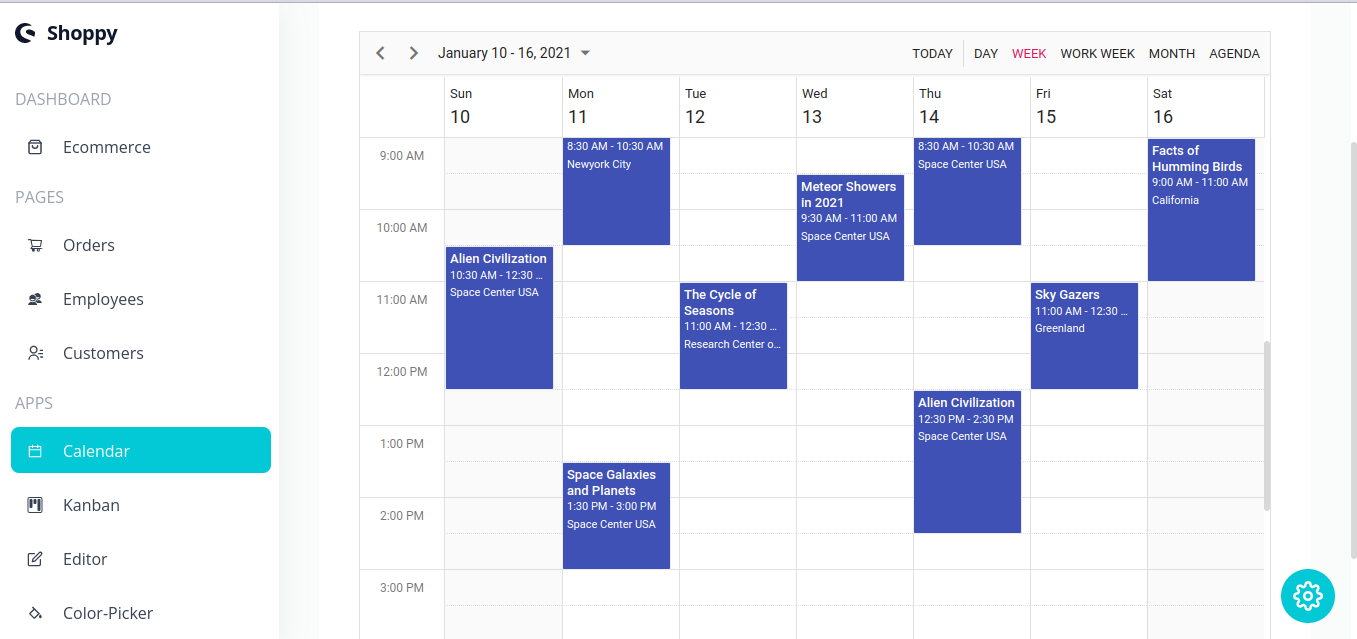 Shoppy
DASHBOARD
Ecommerce
PAGES
Orders
Employees
Customers
APPS
Calendar
Kanban
Editor
Color-Picker
January 10 - 16, 2021
TODAY
DAY
WEEK
WORK WEEK
MONTH
AGENDA
Sun
10
Mon
11
Tue
12
Wed
13
Thu
14
Fri
15
Sat
16
9:00 AM
10:00 AM
11:00 AM
12:00 PM
1:00 PM
2:00 PM
3:00 PM
Alien Civilization
10:30 AM - 12:30 ...
Space Center USA
8:30 AM - 10:30 AM
Newyork City
Space Galaxies
and Planets
1:30 PM - 3:00 PM
Space Center USA
The Cycle of
Seasons
11:00 AM - 12:30 ...
Research Center o...
Meteor Showers
in 2021
9:30 AM - 11:00 AM
Space Center USA
8:30 AM - 10:30 AM
Space Center USA
Alien Civilization
12:30 PM - 2:30 PM
Space Center USA
Sky Gazers
11:00 AM - 12:30 ...
Greenland
Facts of
Humming Birds
9:00 AM - 11:00 AM
California